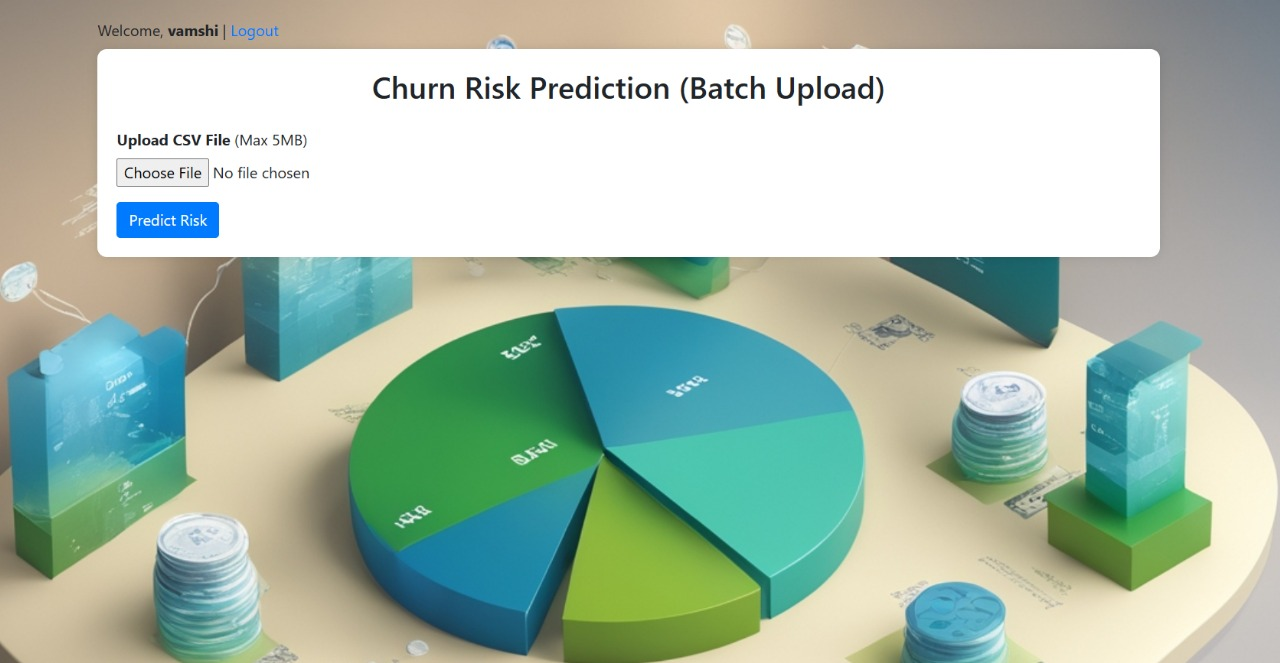 Welcome, vamshi | Logout
Churn Risk Prediction (Batch Upload)
Upload CSV File (Max 5MB)
Choose File No file chosen
Predict Risk